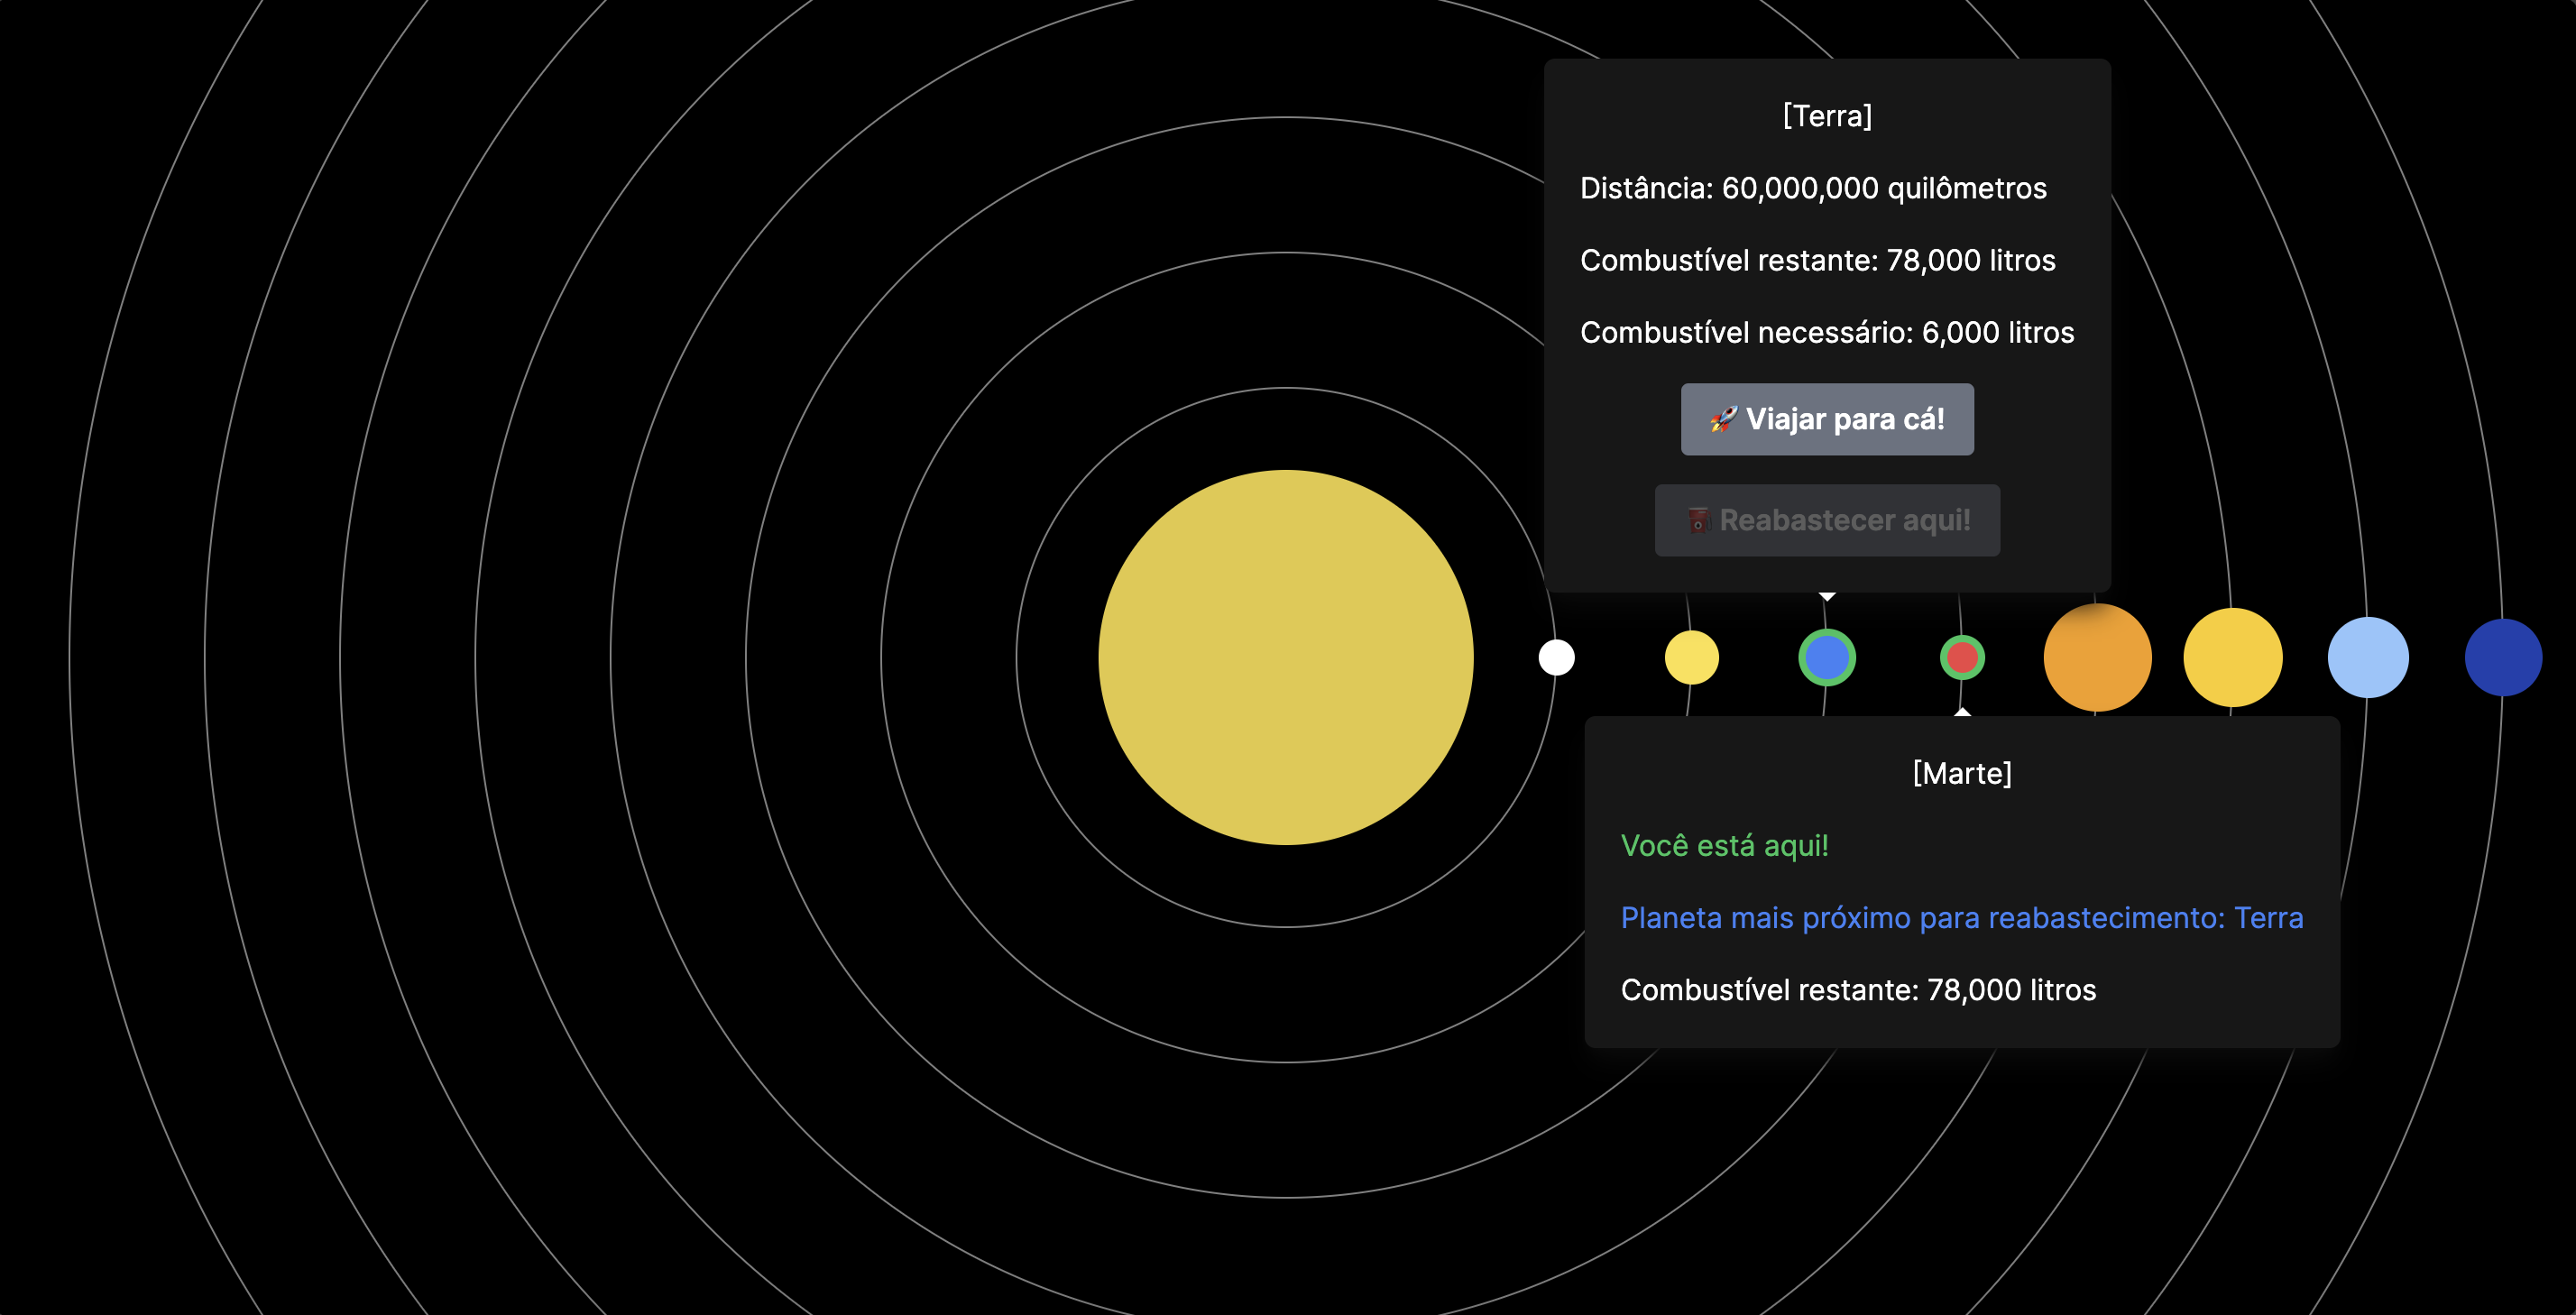 [Terra]
Distância: 60,000,000 quilômetros
Combustível restante: 78,000 litros
Combustível necessário: 6,000 litros
🚀 Viajar para cá!
⛽ Reabastecer aqui!
[Marte]
Você está aqui!
Planeta mais próximo para reabastecimento: Terra
Combustível restante: 78,000 litros